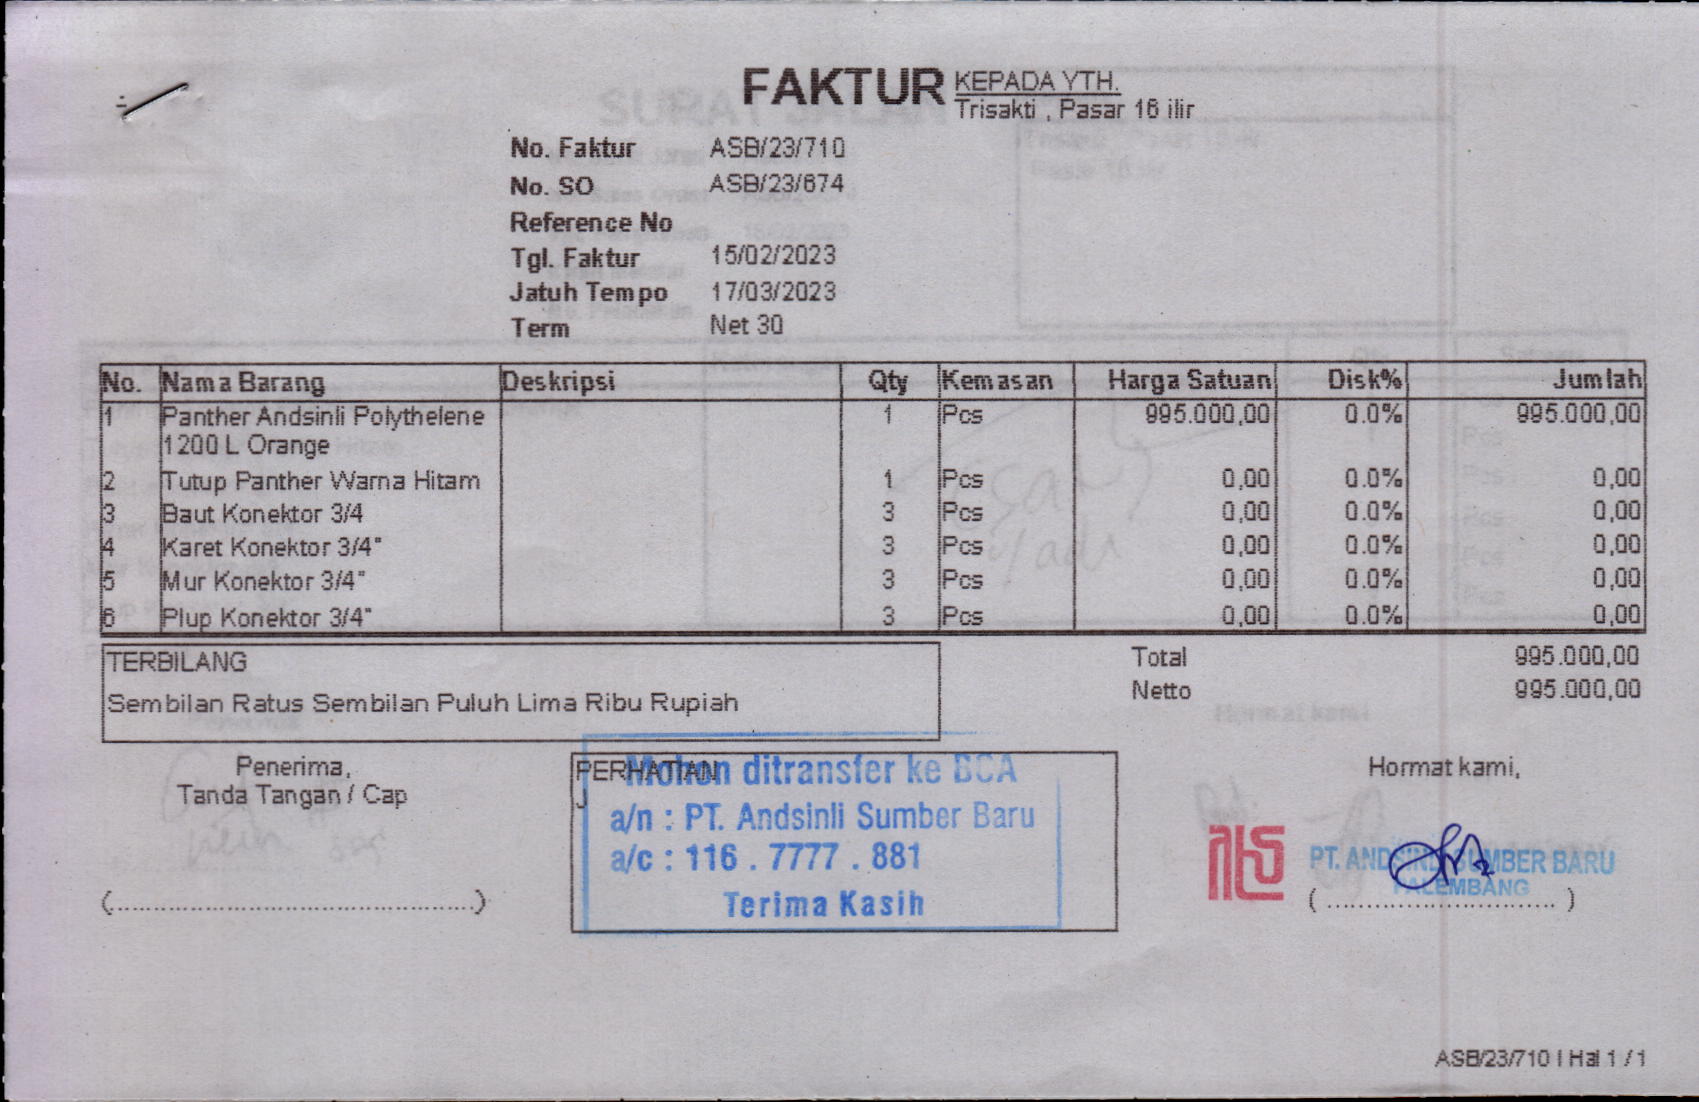 FAKTUR
KEPADA YTH.
Trisakti , Pasar 16 ilir
No. Faktur ASB/23/710
No. SO ASB/23/674
Reference No
Tgl. Faktur 15/02/2023
Jatuh Tempo 17/03/2023
Term Net 30
No. Nama Barang Deskripsi Qty Kemasan Harga Satuan Disk% Jumlah
1 Panther Andsinli Polythelene 1 Pcs 995.000,00 0.0% 995.000,00
1200 L Orange
2 Tutup Panther Warna Hitam 1 Pcs 0,00 0.0% 0,00
3 Baut Konektor 3/4 3 Pcs 0,00 0.0% 0,00
4 Karet Konektor 3/4" 3 Pcs 0,00 0.0% 0,00
5 Mur Konektor 3/4" 3 Pcs 0,00 0.0% 0,00
6 Plup Konektor 3/4" 3 Pcs 0,00 0.0% 0,00
TERBILANG
Sembilan Ratus Sembilan Puluh Lima Ribu Rupiah
Total 995.000,00
Netto 995.000,00
Penerima,
Tanda Tangan / Cap
(..................................................)
PERHATIAN
Mohon ditransfer ke BCA
a/n : PT. Andsinli Sumber Baru
a/c : 116 . 7777 . 881
Terima Kasih
Hormat kami,
PT. ANDSINLI SUMBER BARU
PALEMBANG
( ............................... )
ASB/23/710 | Hal 1 / 1